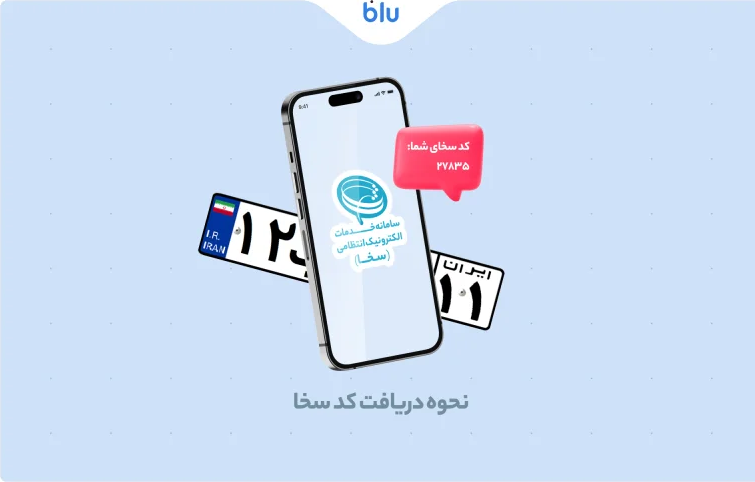 blu
9:41
کد سخای شما:
۲۷۸۳۵
سامانه خدمات
الکترونیک انتظامی
(سخا)
I.R.
IRAN
۱۲
ایران
۱۱
نحوه دریافت کد سخا